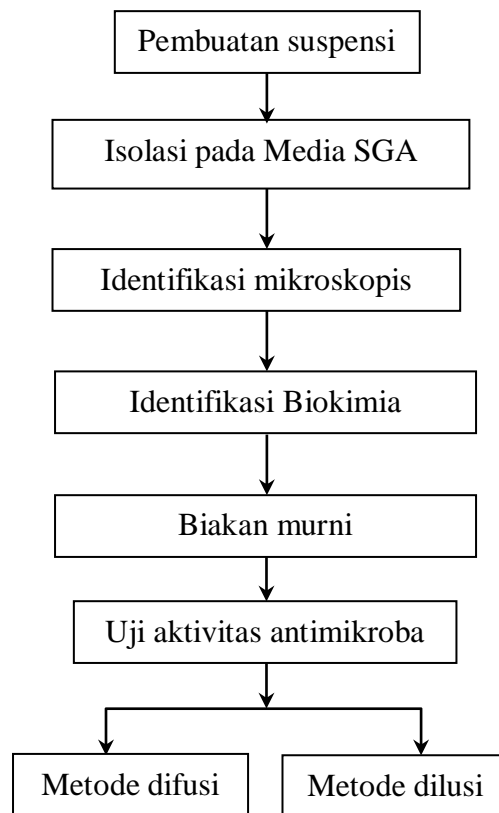 Pembuatan suspensi
Isolasi pada Media SGA
Identifikasi mikroskopis
Identifikasi Biokimia
Biakan murni
Uji aktivitas antimikroba
Metode difusi
Metode dilusi